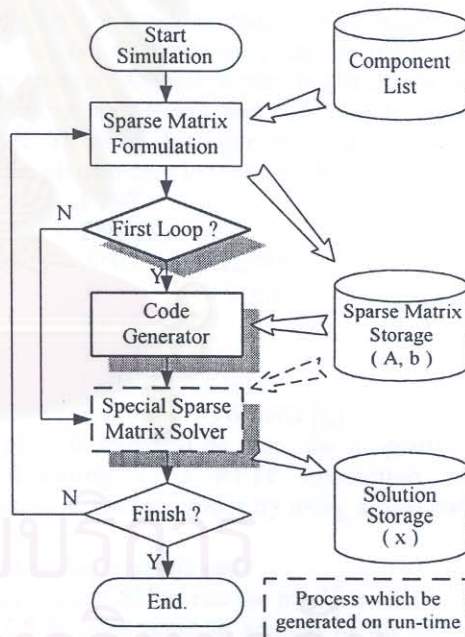 Start
Simulation
Component
List
Sparse Matrix
Formulation
N
First Loop ?
Y
Code
Generator
Sparse Matrix
Storage
( A, b )
Special Sparse
Matrix Solver
N
Finish ?
Solution
Storage
( x )
Y
End.
Process which be
generated on run-time